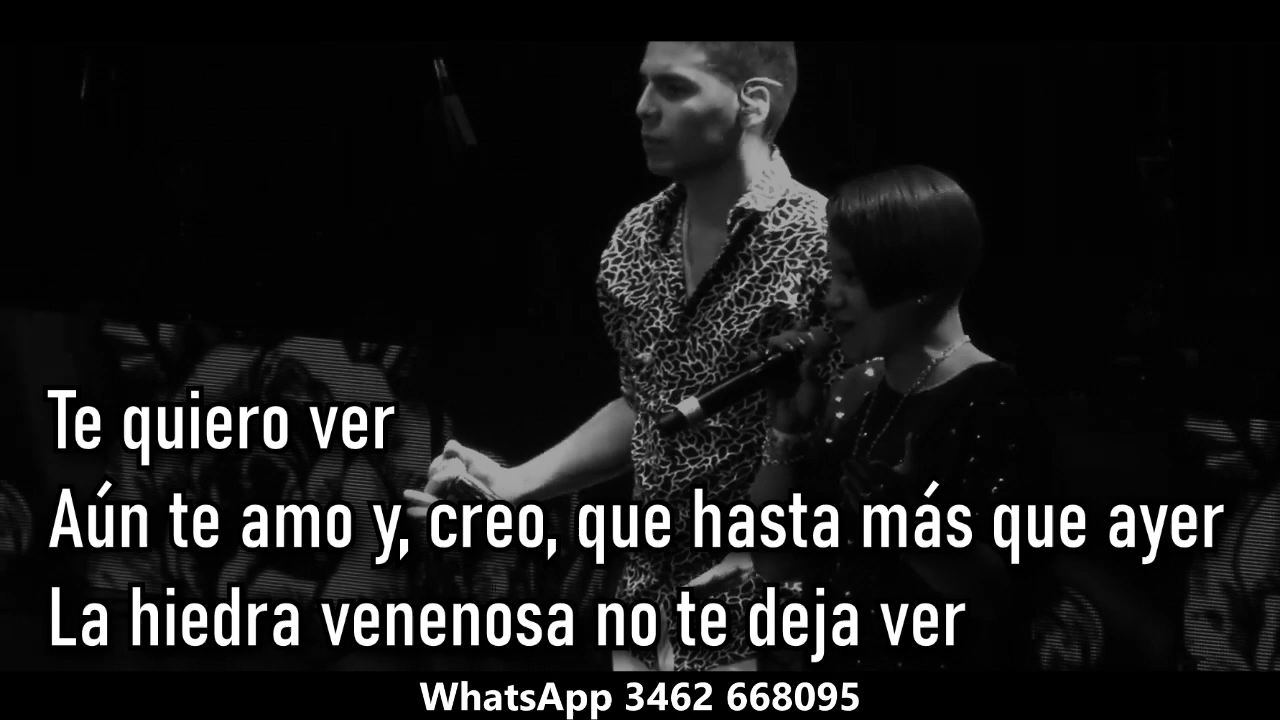 Te quiero ver
Aún te amo y, creo, que hasta más que ayer
La hiedra venenosa no te deja ver
WhatsApp 3462 668095